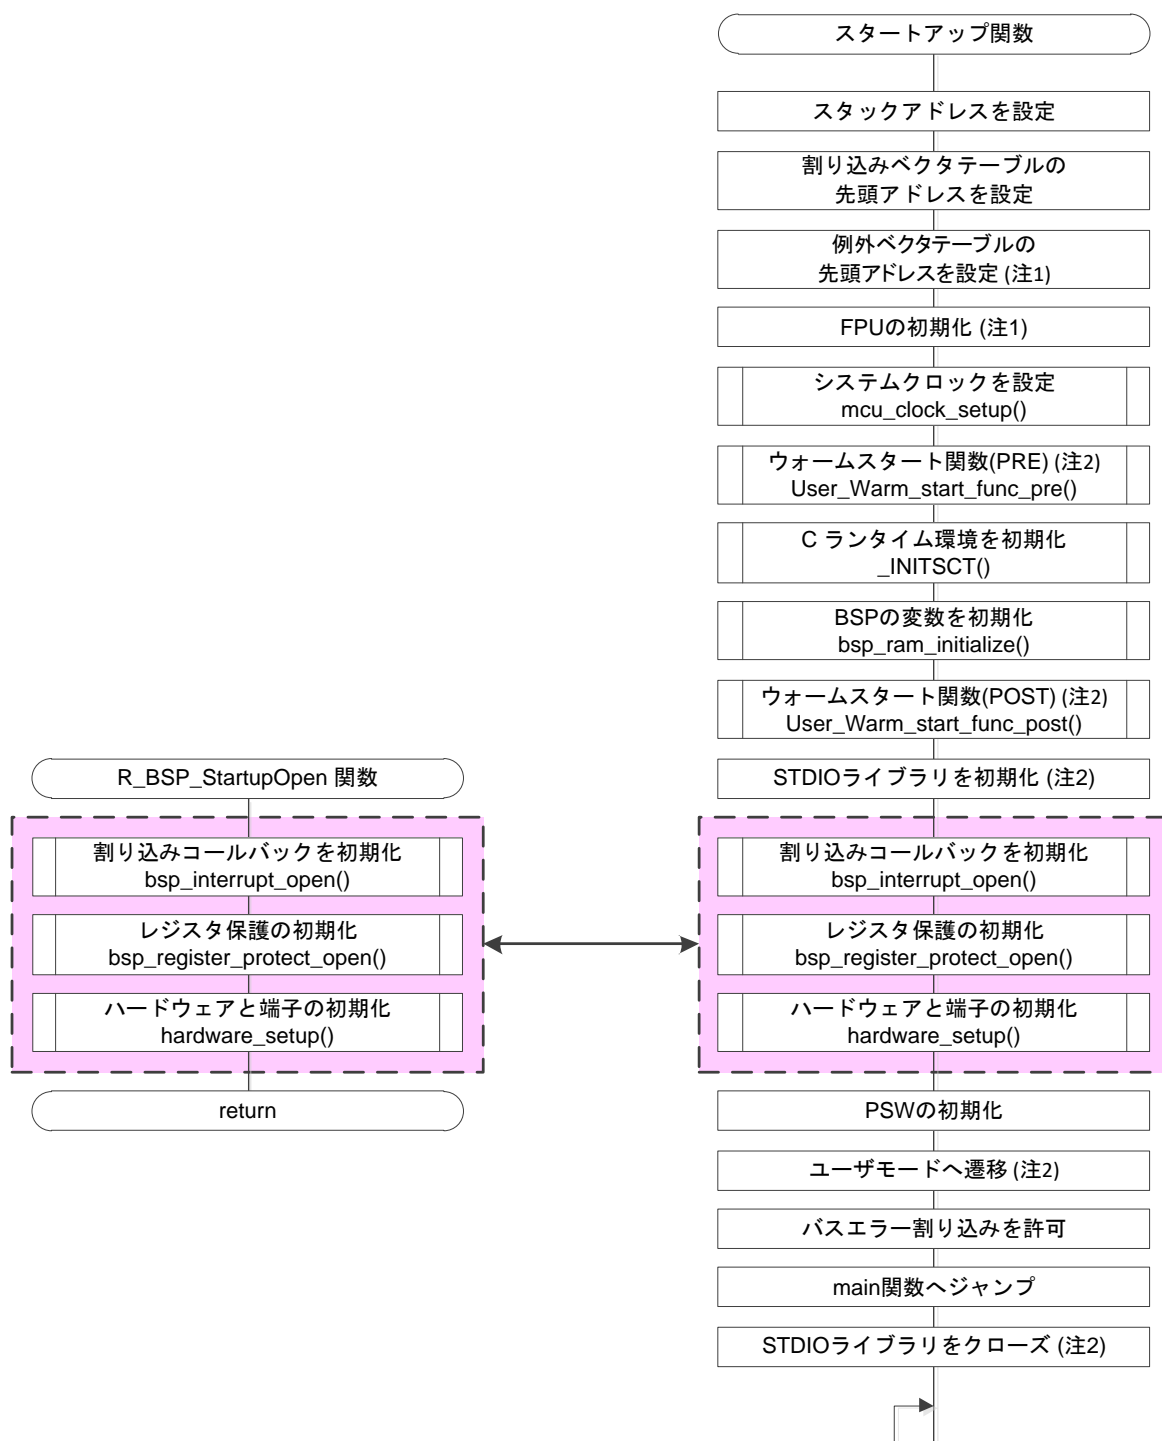 スタートアップ関数
スタックアドレスを設定
割り込みベクタテーブルの
先頭アドレスを設定
例外ベクタテーブルの
先頭アドレスを設定 (注1)
FPUの初期化 (注1)
システムクロックを設定
mcu_clock_setup()
ウォームスタート関数(PRE) (注2)
User_Warm_start_func_pre()
C ランタイム環境を初期化
_INITSCT()
BSPの変数を初期化
bsp_ram_initialize()
ウォームスタート関数(POST) (注2)
User_Warm_start_func_post()
STDIOライブラリを初期化 (注2)
割り込みコールバックを初期化
bsp_interrupt_open()
レジスタ保護の初期化
bsp_register_protect_open()
ハードウェアと端子の初期化
hardware_setup()
PSWの初期化
ユーザモードへ遷移 (注2)
バスエラー割り込みを許可
main関数へジャンプ
STDIOライブラリをクローズ (注2)
R_BSP_StartupOpen 関数
割り込みコールバックを初期化
bsp_interrupt_open()
レジスタ保護の初期化
bsp_register_protect_open()
ハードウェアと端子の初期化
hardware_setup()
return